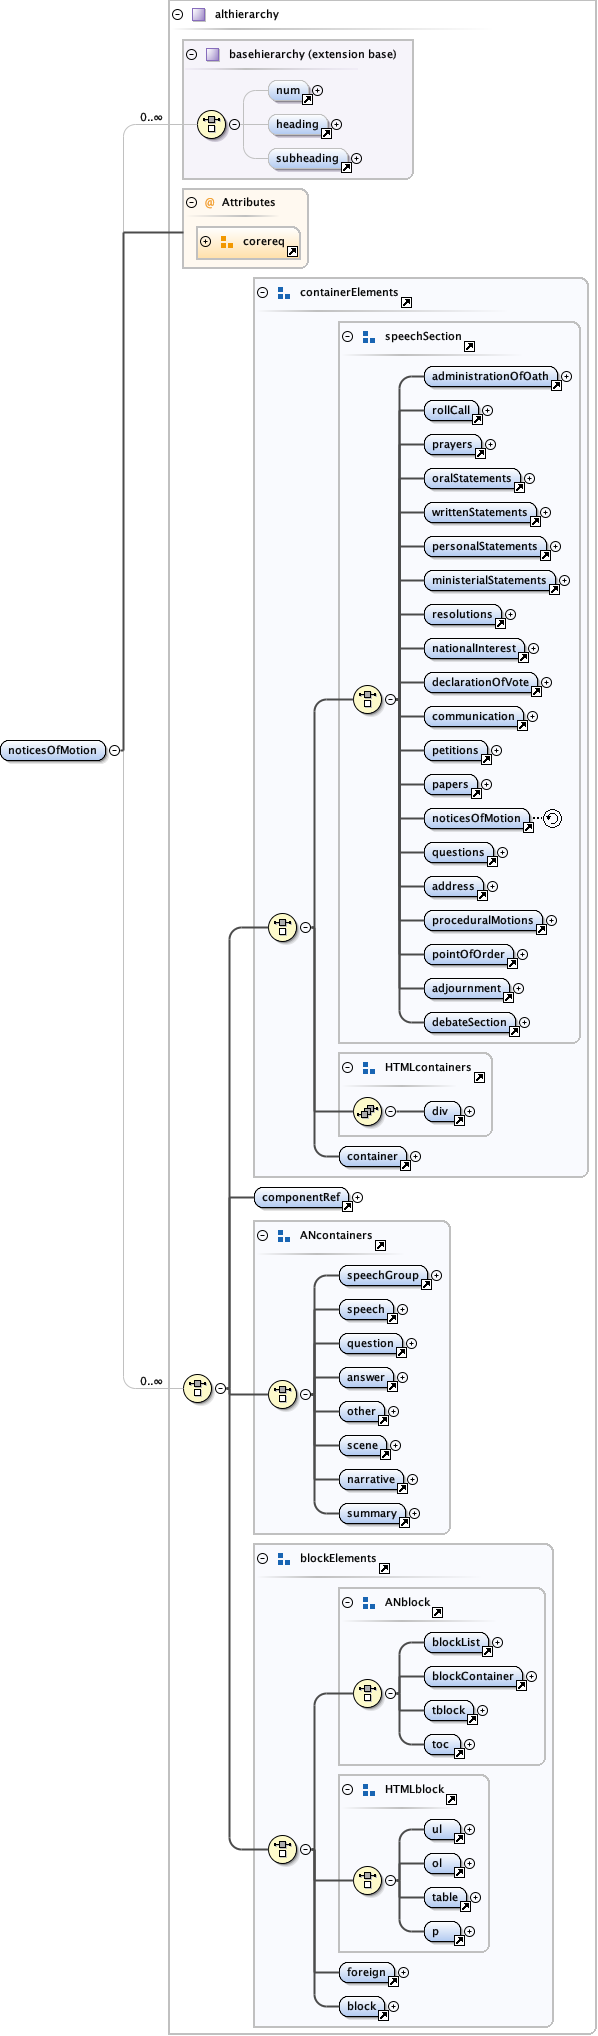 althierarchy
basehierarchy (extension base)
num
0..∞
heading
subheading
@ Attributes
corereq
containerElements
speechSection
administrationOfOath
rollCall
prayers
oralStatements
writtenStatements
personalStatements
ministerialStatements
resolutions
nationalInterest
declarationOfVote
communication
noticesOfMotion
petitions
papers
noticesOfMotion
questions
address
proceduralMotions
pointOfOrder
adjournment
debateSection
HTMLcontainers
div
container
componentRef
ANcontainers
speechGroup
speech
question
0..∞
answer
other
scene
narrative
summary
blockElements
ANblock
blockList
blockContainer
tblock
toc
HTMLblock
ul
ol
table
p
foreign
block